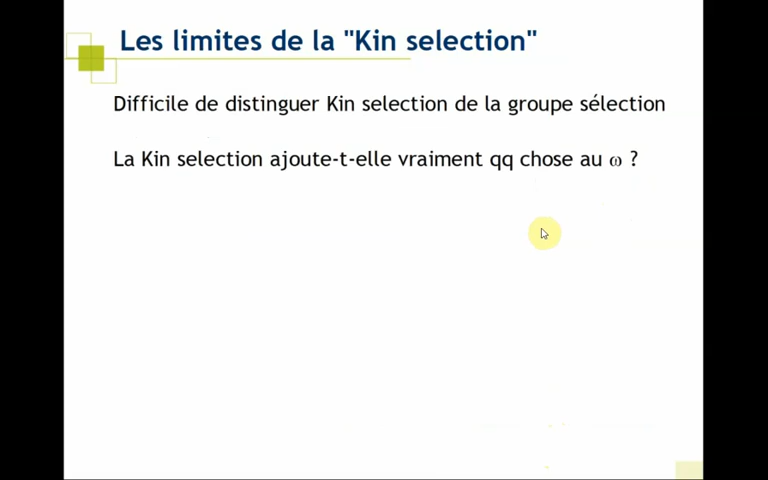 Les limites de la "Kin selection"
Difficile de distinguer Kin selection de la groupe sélection
La Kin selection ajoute-t-elle vraiment qq chose au ω ?